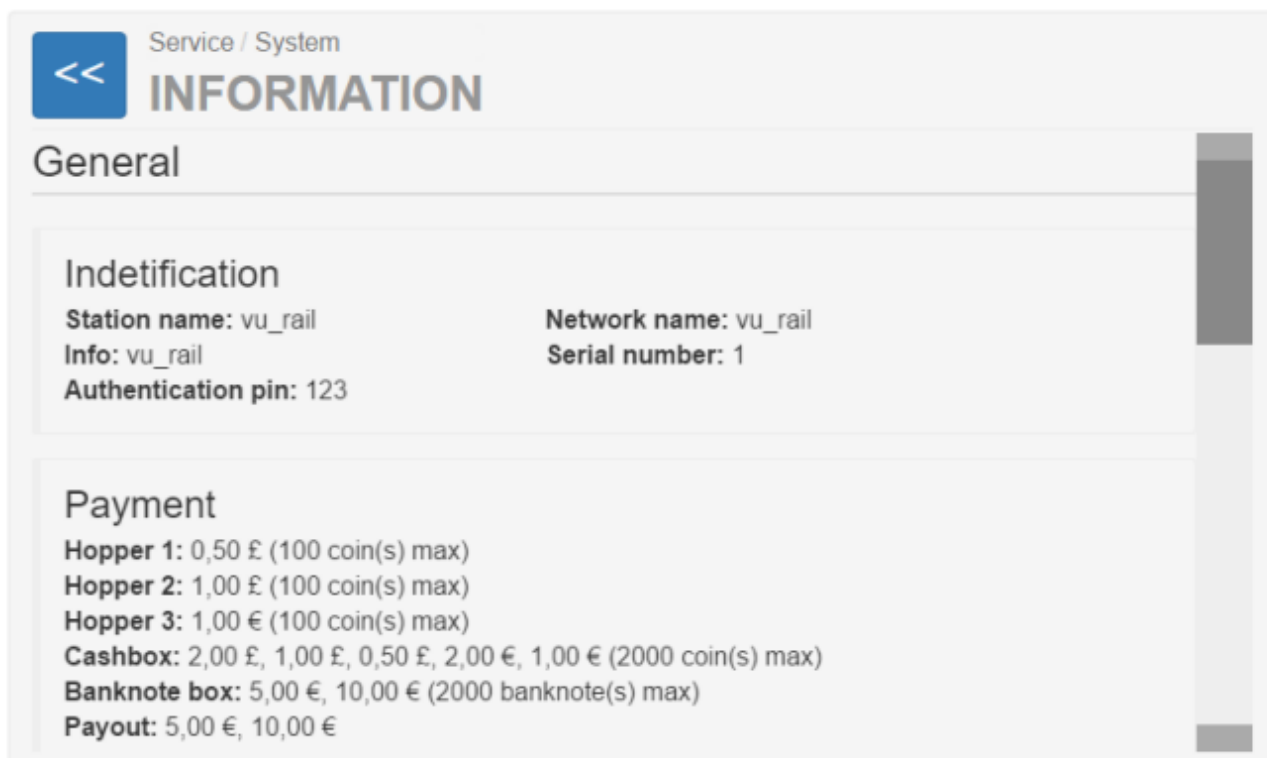 << Service / System
INFORMATION
General
Indetification
Station name: vu_rail Network name: vu_rail
Info: vu_rail Serial number: 1
Authentication pin: 123
Payment
Hopper 1: 0,50 £ (100 coin(s) max)
Hopper 2: 1,00 £ (100 coin(s) max)
Hopper 3: 1,00 € (100 coin(s) max)
Cashbox: 2,00 £, 1,00 £, 0,50 £, 2,00 €, 1,00 € (2000 coin(s) max)
Banknote box: 5,00 €, 10,00 € (2000 banknote(s) max)
Payout: 5,00 €, 10,00 €